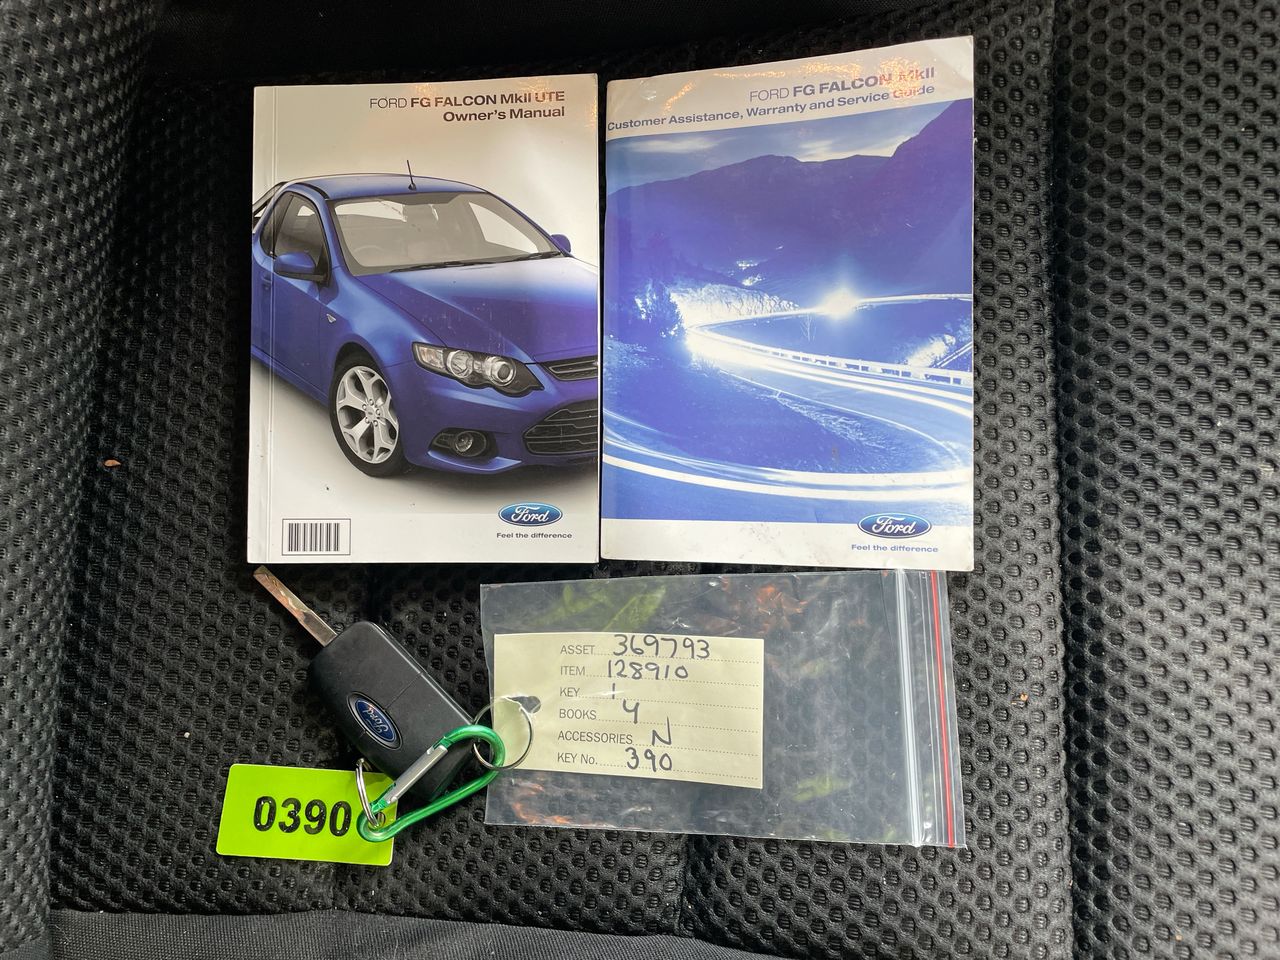 FORD FG FALCON MkII UTE
Owner's Manual
Ford
Feel the difference
FORD FG FALCON MkII
Customer Assistance, Warranty and Service Guide
Ford
Feel the difference
Ford
0390
ASSET 369793
ITEM 128910
KEY 1
BOOKS 4
ACCESSORIES N
KEY No. 390